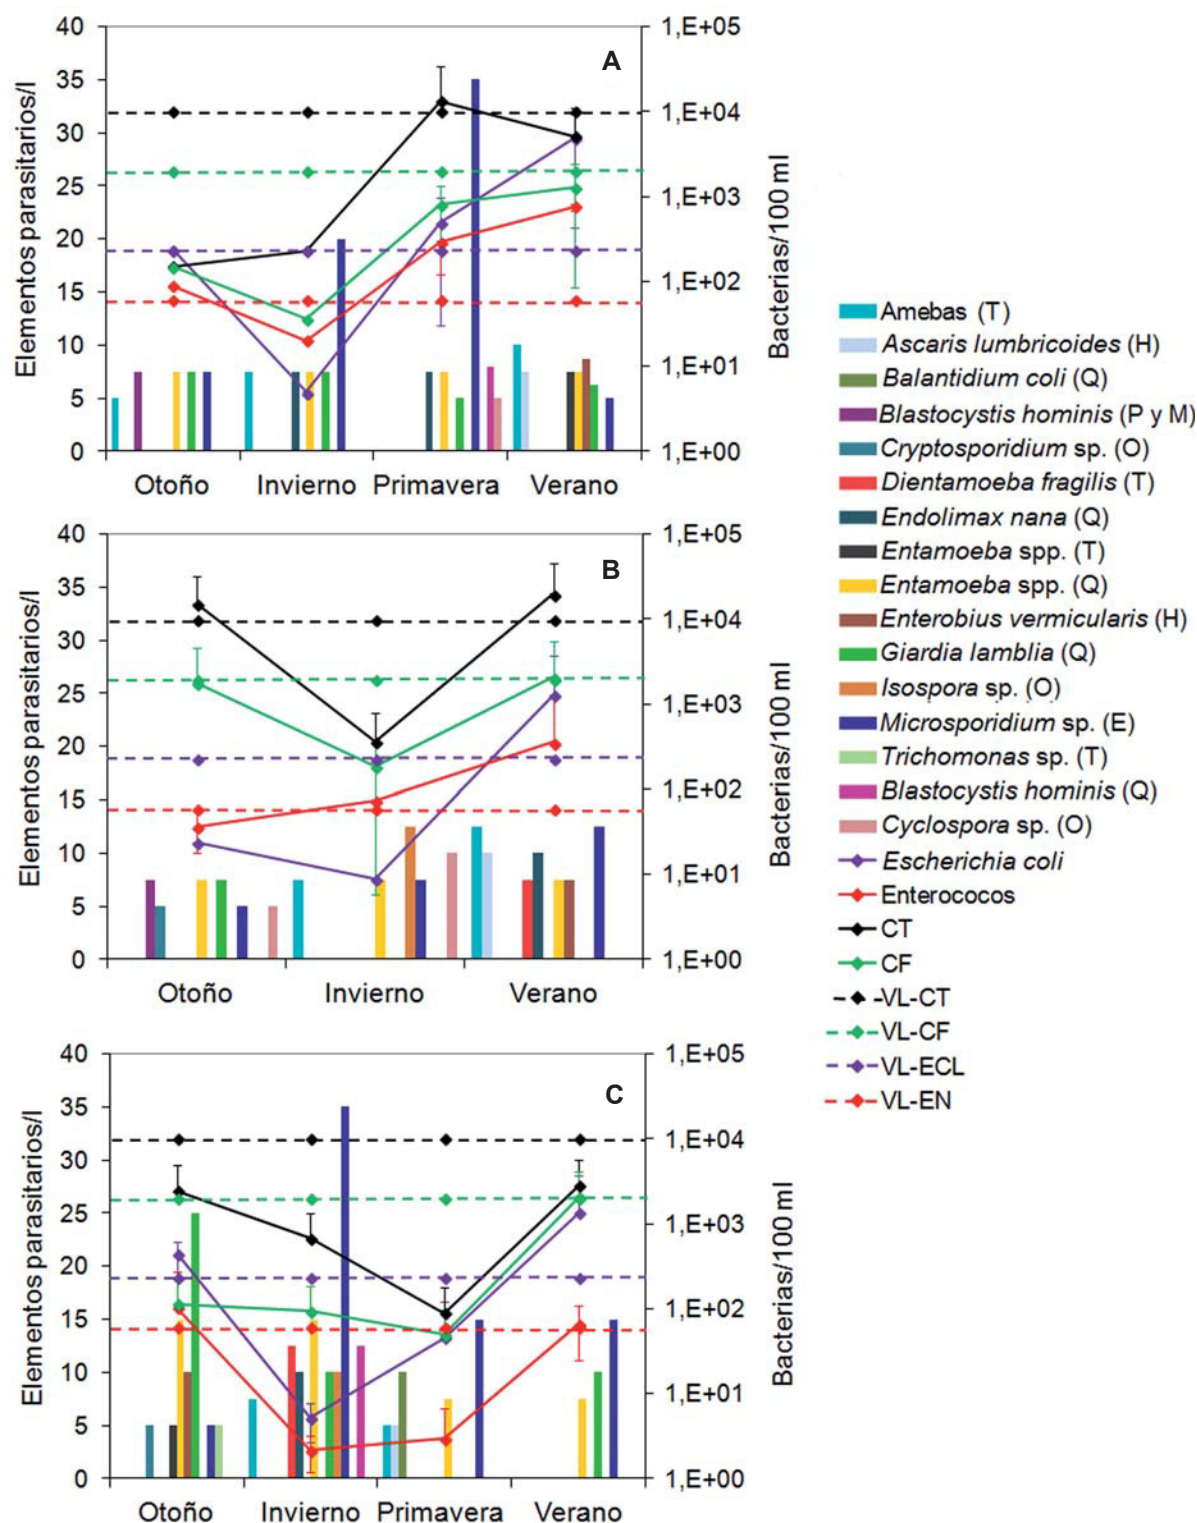 A
Elementos parasitarios/l
40
35
30
25
20
15
10
5
0
1,E+05
1,E+04
1,E+03
1,E+02
1,E+01
1,E+00
Bacterias/100 ml
Otoño Invierno Primavera Verano
B
Elementos parasitarios/l
40
35
30
25
20
15
10
5
0
1,E+05
1,E+04
1,E+03
1,E+02
1,E+01
1,E+00
Bacterias/100 ml
Otoño Invierno Verano
C
Elementos parasitarios/l
40
35
30
25
20
15
10
5
0
1,E+05
1,E+04
1,E+03
1,E+02
1,E+01
1,E+00
Bacterias/100 ml
Otoño Invierno Primavera Verano
Amebas (T)
Ascaris lumbricoides (H)
Balantidium coli (Q)
Blastocystis hominis (P y M)
Cryptosporidium sp. (O)
Dientamoeba fragilis (T)
Endolimax nana (Q)
Entamoeba spp. (T)
Entamoeba spp. (Q)
Enterobius vermicularis (H)
Giardia lamblia (Q)
Isospora sp. (O)
Microsporidium sp. (E)
Trichomonas sp. (T)
Blastocystis hominis (Q)
Cyclospora sp. (O)
Escherichia coli
Enterococos
CT
CF
VL-CT
VL-CF
VL-ECL
VL-EN